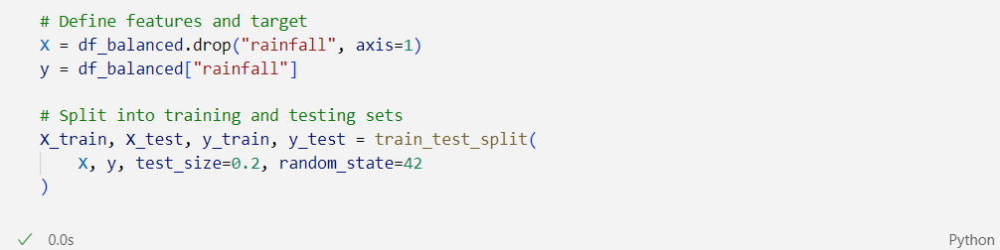 # Define features and target
X = df_balanced.drop("rainfall", axis=1)
y = df_balanced["rainfall"]

# Split into training and testing sets
X_train, X_test, y_train, y_test = train_test_split(
    X, y, test_size=0.2, random_state=42
)
0.0s
Python